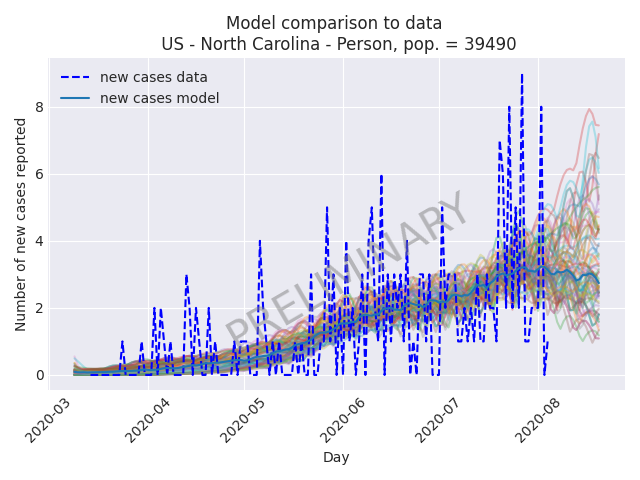 Model comparison to data
US - North Carolina - Person, pop. = 39490
new cases data
new cases model
PRELIMINARY
Number of new cases reported
8
6
4
2
0
2020-03
2020-04
2020-05
2020-06
2020-07
2020-08
Day